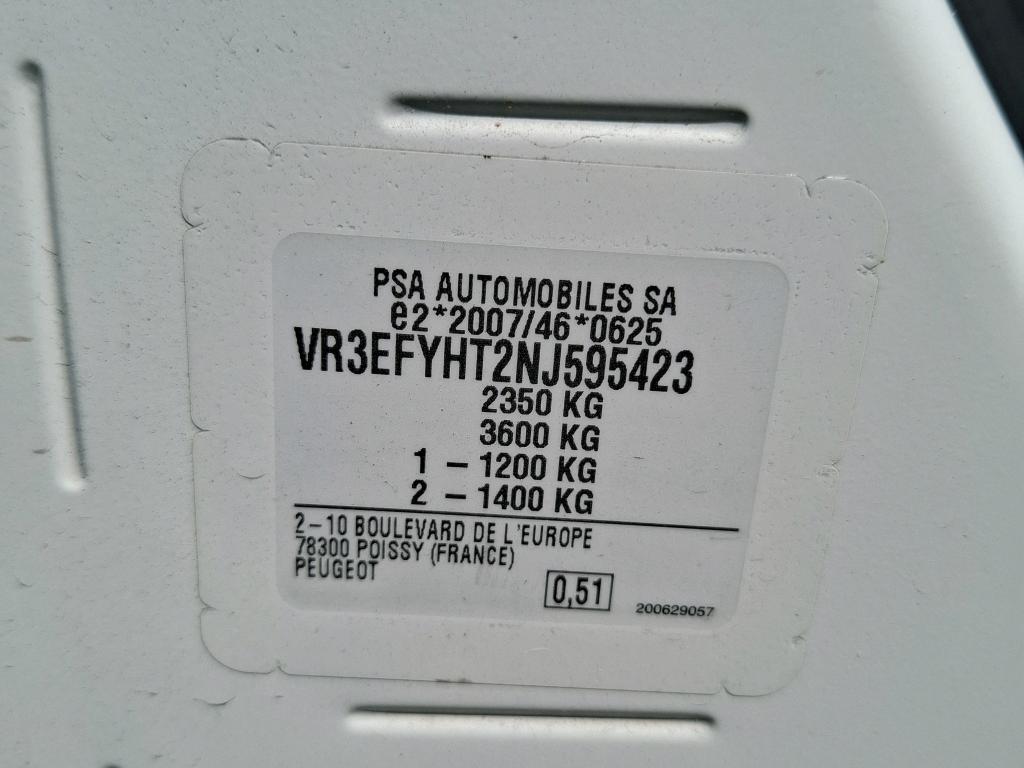 PSA AUTOMOBILES SA
e2*2007/46*0625
VR3EFYHT2NJ595423
2350 KG
3600 KG
1 – 1200 KG
2 – 1400 KG
2–10 BOULEVARD DE L'EUROPE
78300 POISSY (FRANCE)
PEUGEOT
0,51
200629057